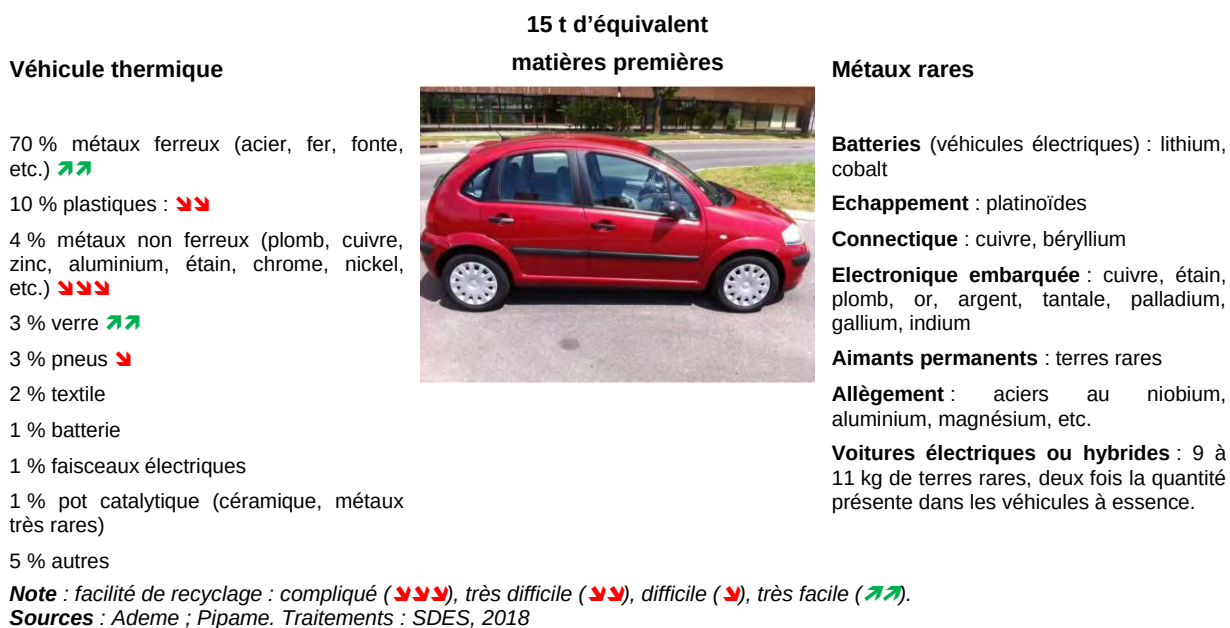 15 t d'équivalent
matières premières
Véhicule thermique
70 % métaux ferreux (acier, fer, fonte,
etc.) ↗↗
10 % plastiques : ↘↘
4 % métaux non ferreux (plomb, cuivre,
zinc, aluminium, étain, chrome, nickel,
etc.) ↘↘↘
3 % verre ↗↗
3 % pneus ↘
2 % textile
1 % batterie
1 % faisceaux électriques
1 % pot catalytique (céramique, métaux
très rares)
5 % autres
Métaux rares
Batteries (véhicules électriques) : lithium,
cobalt
Echappement : platinoïdes
Connectique : cuivre, béryllium
Electronique embarquée : cuivre, étain,
plomb, or, argent, tantale, palladium,
gallium, indium
Aimants permanents : terres rares
Allègement : aciers au niobium,
aluminium, magnésium, etc.
Voitures électriques ou hybrides : 9 à
11 kg de terres rares, deux fois la quantité
présente dans les véhicules à essence.
Note : facilité de recyclage : compliqué (↘↘↘), très difficile (↘↘), difficile (↘), très facile (↗↗).
Sources : Ademe ; Pipame. Traitements : SDES, 2018